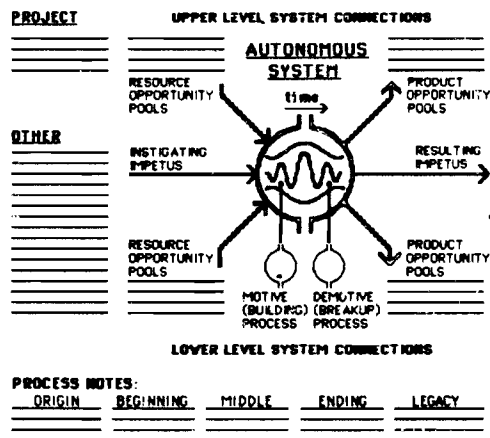 PROJECT
UPPER LEVEL SYSTEM CONNECTIONS
AUTONOMOUS
SYSTEM
time
RESOURCE
OPPORTUNITY
POOLS
PRODUCT
OPPORTUNITY
POOLS
OTHER
INSTIGATING
IMPETUS
RESULTING
IMPETUS
RESOURCE
OPPORTUNITY
POOLS
PRODUCT
OPPORTUNITY
POOLS
MOTIVE
(BUILDING)
PROCESS
DEMOTIVE
(BREAKUP)
PROCESS
LOWER LEVEL SYSTEM CONNECTIONS
PROCESS NOTES:
ORIGIN BEGINNING MIDDLE ENDING LEGACY